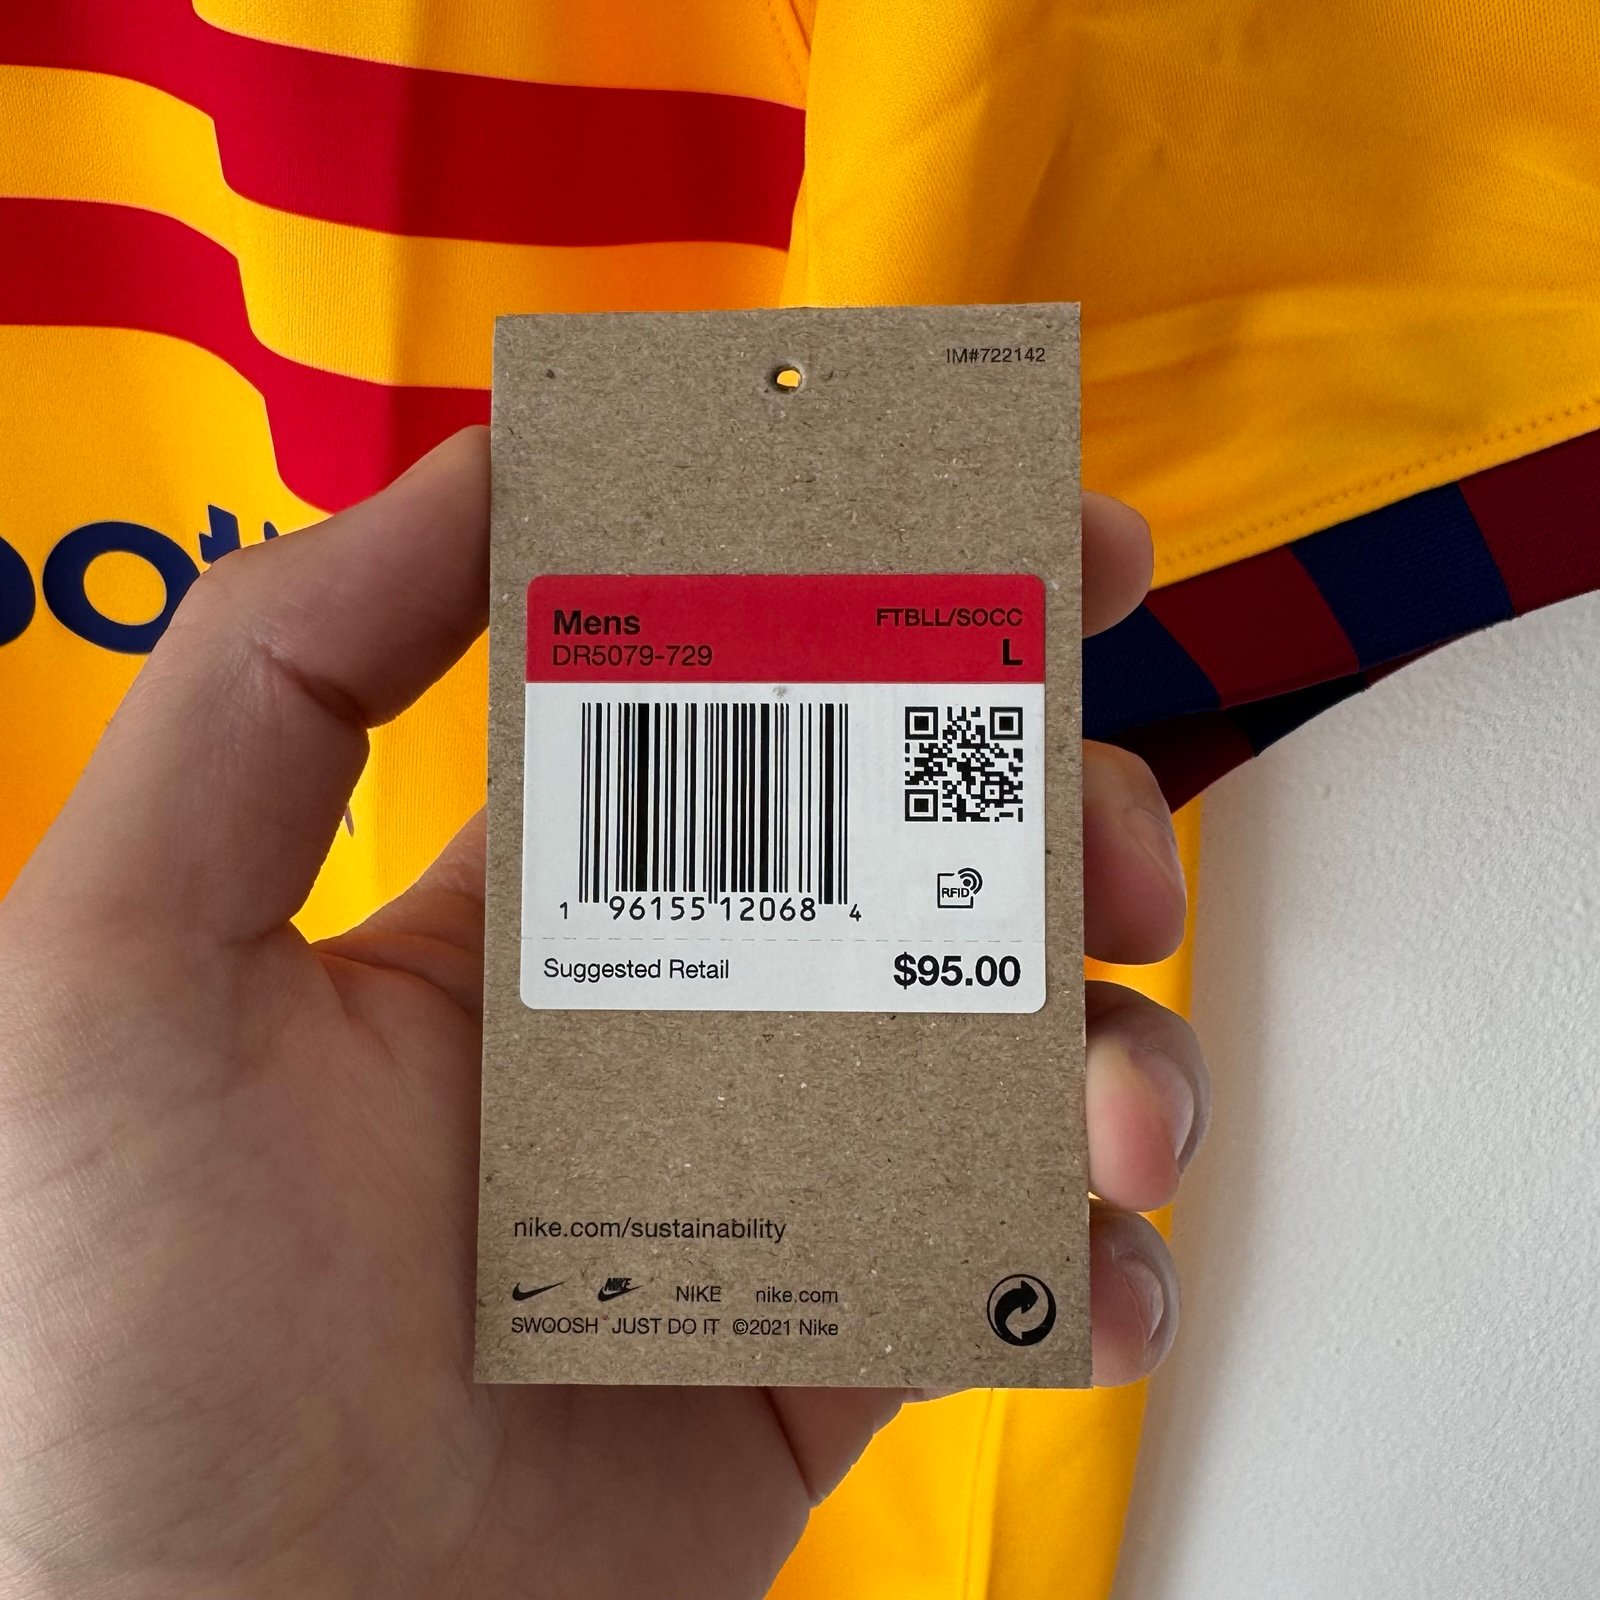 IM#722142
Mens
FTBLL/SOCC
DR5079-729
L
RFID
1 96155 12068 4
Suggested Retail
$95.00
nike.com/sustainability
NIKE NIKE nike.com
SWOOSH JUST DO IT ©2021 Nike